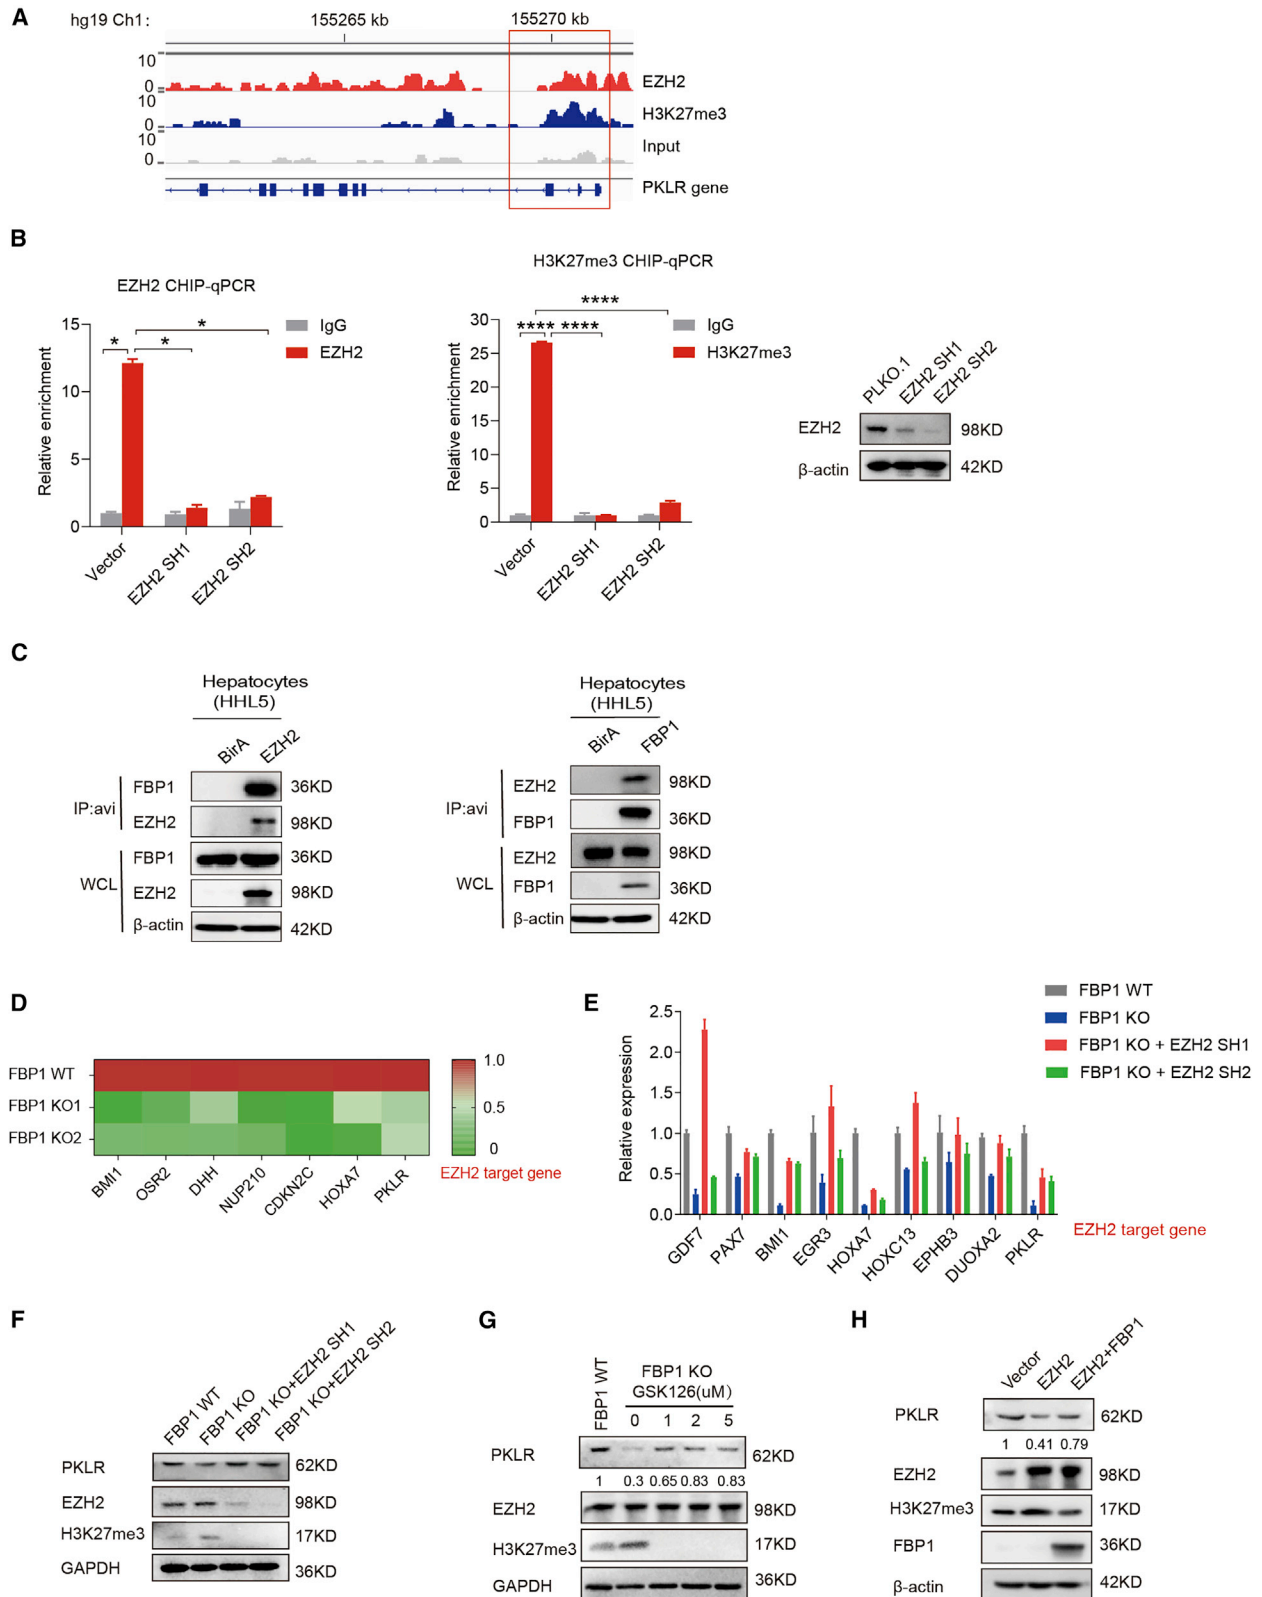 A
hg19 Ch1: 155265 kb 155270 kb
10
0
EZH2
10
0
H3K27me3
10
0
Input
PKLR gene
B
EZH2 CHIP-qPCR
Relative enrichment
15
10
5
0
* * *
IgG
EZH2
Vector
EZH2 SH1
EZH2 SH2
H3K27me3 CHIP-qPCR
Relative enrichment
30
25
20
15
10
5
0
****
**** ****
IgG
H3K27me3
Vector
EZH2 SH1
EZH2 SH2
PLKO.1
EZH2 SH1
EZH2 SH2
EZH2 98KD
β-actin 42KD
C
Hepatocytes
(HHL5)
BirA EZH2
IP:avi
FBP1 36KD
EZH2 98KD
WCL
FBP1 36KD
EZH2 98KD
β-actin 42KD
Hepatocytes
(HHL5)
BirA FBP1
IP:avi
EZH2 98KD
FBP1 36KD
WCL
EZH2 98KD
FBP1 36KD
β-actin 42KD
D
FBP1 WT
FBP1 KO1
FBP1 KO2
1.0
0.5
0
BMI1
OSR2
DHH
NUP210
CDKN2C
HOXA7
PKLR
EZH2 target gene
E
FBP1 WT
FBP1 KO
FBP1 KO + EZH2 SH1
FBP1 KO + EZH2 SH2
Relative expression
2.5
2.0
1.5
1.0
0.5
0.0
GDF7
PAX7
BMI1
EGR3
HOXA7
HOXC13
EPHB3
DUOXA2
PKLR
EZH2 target gene
F
FBP1 WT
FBP1 KO
FBP1 KO+EZH2 SH1
FBP1 KO+EZH2 SH2
PKLR 62KD
EZH2 98KD
H3K27me3 17KD
GAPDH 36KD
G
FBP1 WT
FBP1 KO
GSK126(uM)
0 1 2 5
PKLR 62KD
1 0.3 0.65 0.83 0.83
EZH2 98KD
H3K27me3 17KD
GAPDH 36KD
H
Vector
EZH2
EZH2+FBP1
PKLR 62KD
1 0.41 0.79
EZH2 98KD
H3K27me3 17KD
FBP1 36KD
β-actin 42KD